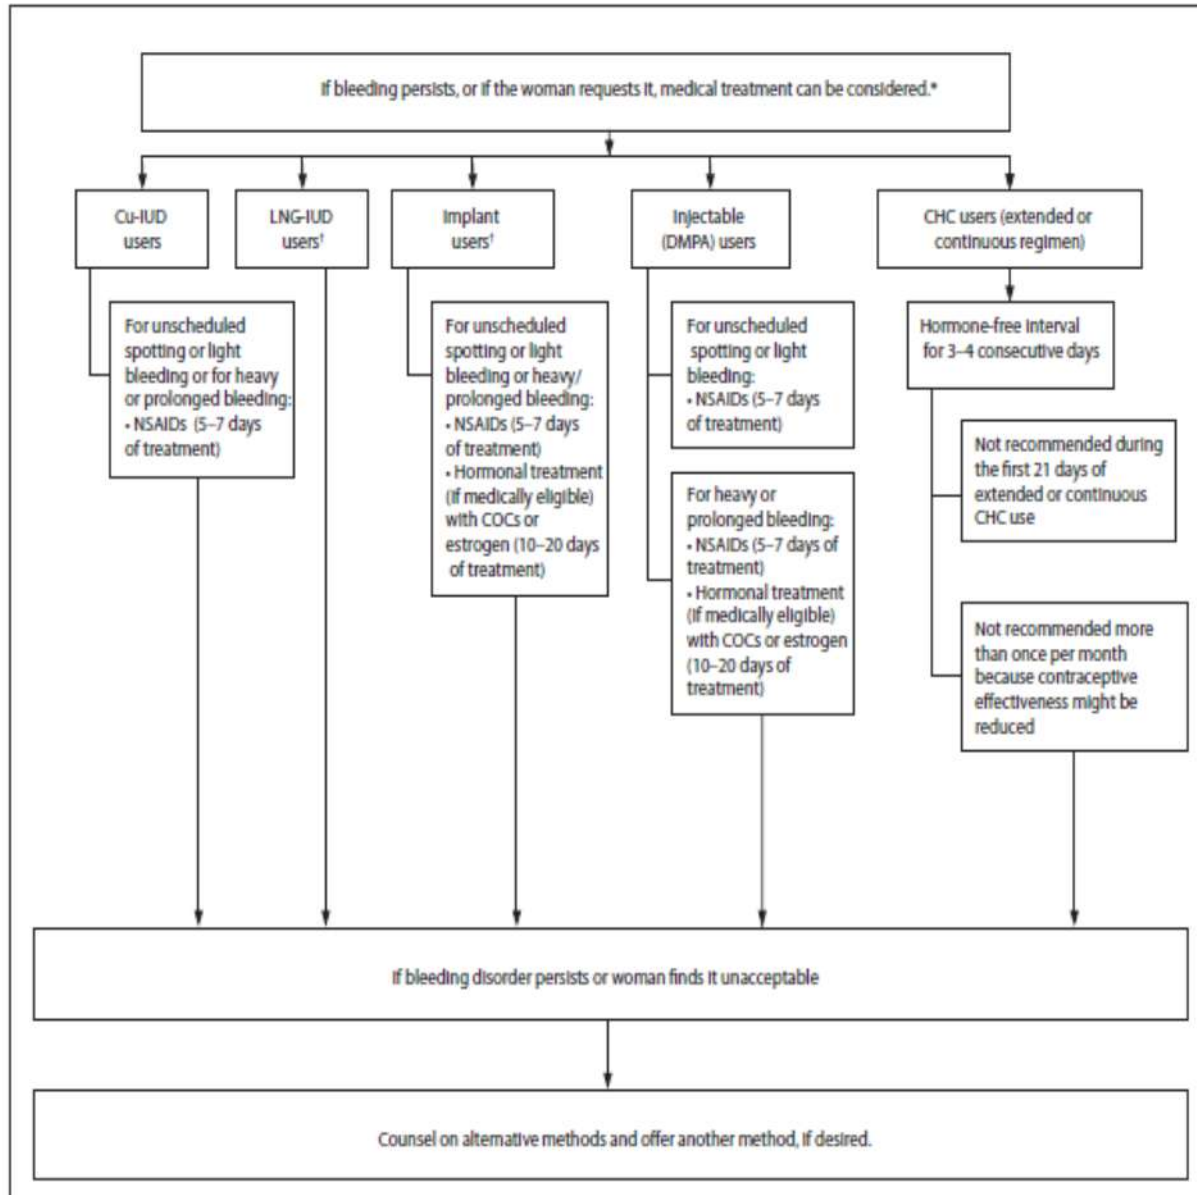 If bleeding persists, or if the woman requests it, medical treatment can be considered.*
Cu-IUD
users
LNG-IUD
users†
Implant
users†
Injectable
(DMPA) users
CHC users (extended or
continuous regimen)
For unscheduled
spotting or light
bleeding or for heavy
or prolonged bleeding:
• NSAIDs (5–7 days
of treatment)
For unscheduled
spotting or light
bleeding or heavy/
prolonged bleeding:
• NSAIDs (5–7 days
of treatment)
• Hormonal treatment
(if medically eligible)
with COCs or
estrogen (10–20 days
of treatment)
For unscheduled
spotting or light
bleeding:
• NSAIDs (5–7 days
of treatment)
For heavy or
prolonged bleeding:
• NSAIDs (5–7 days of
treatment)
• Hormonal treatment
(if medically eligible)
with COCs or estrogen
(10–20 days of
treatment)
Hormone-free interval
for 3–4 consecutive days
Not recommended during
the first 21 days of
extended or continuous
CHC use
Not recommended more
than once per month
because contraceptive
effectiveness might be
reduced
If bleeding disorder persists or woman finds it unacceptable
Counsel on alternative methods and offer another method, if desired.